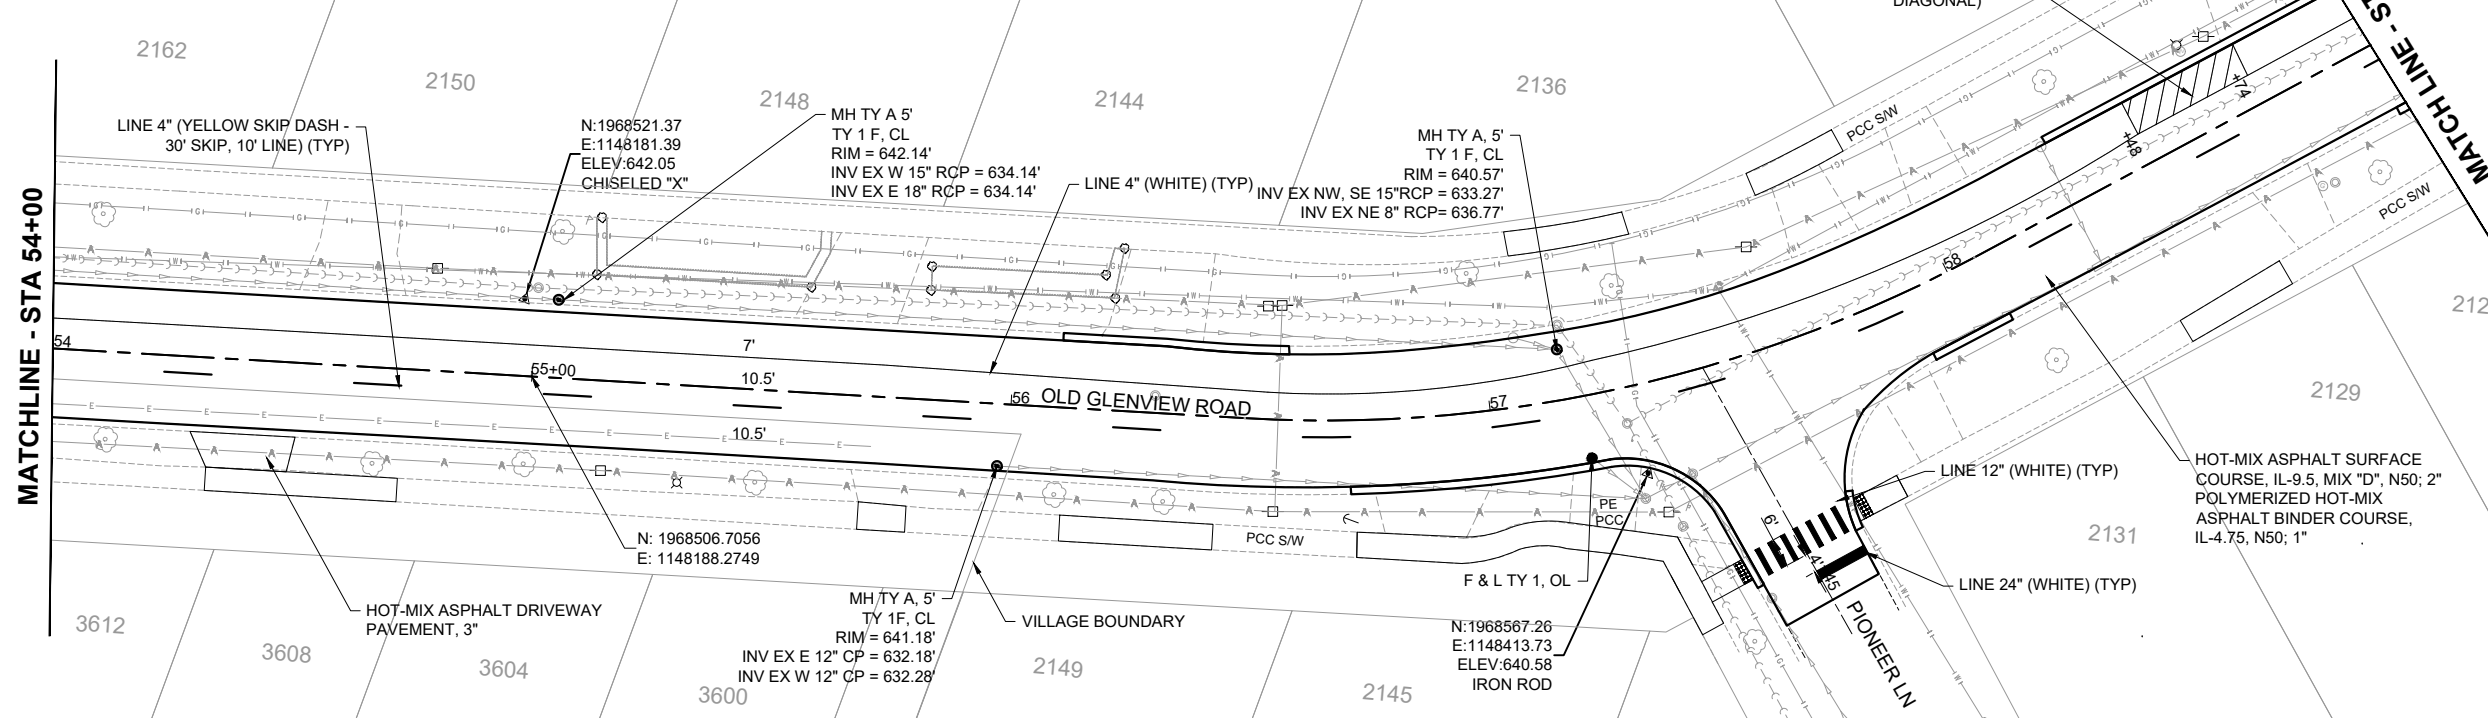 DIAGONAL)
2162
2150
2148
2144
2136
LINE 4" (YELLOW SKIP DASH -
30' SKIP, 10' LINE) (TYP)
N:1968521.37
E:1148181.39
ELEV:642.05
CHISELED "X"
MH TY A 5'
TY 1 F, CL
RIM = 642.14'
INV EX W 15" RCP = 634.14'
INV EX E 18" RCP = 634.14'
LINE 4" (WHITE) (TYP)
MH TY A, 5'
TY 1 F, CL
RIM = 640.57'
INV EX NW, SE 15"RCP = 633.27'
INV EX NE 8" RCP= 636.77'
PCC S/W
+74
+48
MATCH LINE - ST
PCC S/W
MATCHLINE - STA 54+00
54
55+00
56
57
58
7'
10.5'
10.5'
OLD GLENVIEW ROAD
212
2129
2131
HOT-MIX ASPHALT SURFACE
COURSE, IL-9.5, MIX "D", N50; 2"
POLYMERIZED HOT-MIX
ASPHALT BINDER COURSE,
IL-4.75, N50; 1"
LINE 12" (WHITE) (TYP)
LINE 24" (WHITE) (TYP)
6'
4'
45
PIONEER LN
PE
PCC
PCC S/W
F & L TY 1, OL
N:1968567.26
E:1148413.73
ELEV:640.58
IRON ROD
N: 1968506.7056
E: 1148188.2749
HOT-MIX ASPHALT DRIVEWAY
PAVEMENT, 3"
MH TY A, 5'
TY 1F, CL
RIM = 641.18'
INV EX E 12" CP = 632.18'
INV EX W 12" CP = 632.28'
VILLAGE BOUNDARY
3612
3608
3604
3600
2149
2145